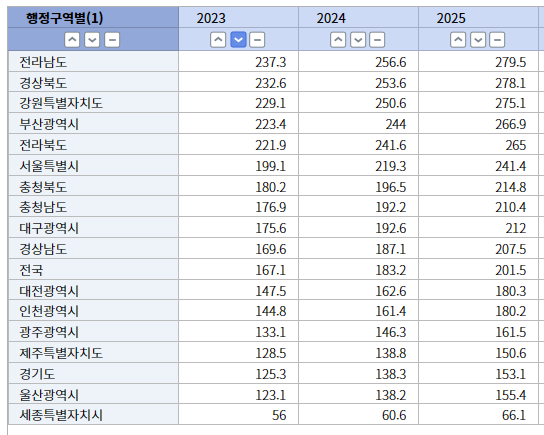 행정구역별(1) 2023 2024 2025
전라남도 237.3 256.6 279.5
경상북도 232.6 253.6 278.1
강원특별자치도 229.1 250.6 275.1
부산광역시 223.4 244 266.9
전라북도 221.9 241.6 265
서울특별시 199.1 219.3 241.4
충청북도 180.2 196.5 214.8
충청남도 176.9 192.2 210.4
대구광역시 175.6 192.6 212
경상남도 169.6 187.1 207.5
전국 167.1 183.2 201.5
대전광역시 147.5 162.6 180.3
인천광역시 144.8 161.4 180.2
광주광역시 133.1 146.3 161.5
제주특별자치도 128.5 138.8 150.6
경기도 125.3 138.3 153.1
울산광역시 123.1 138.2 155.4
세종특별자치시 56 60.6 66.1